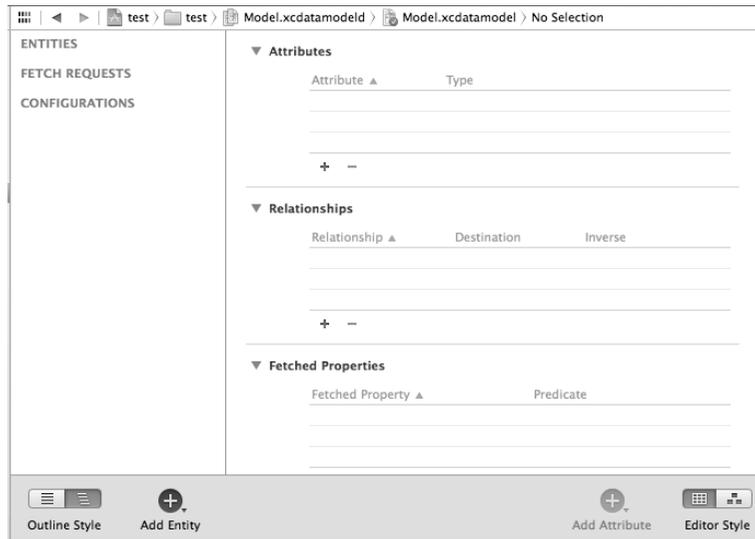 test test Model.xcdatamodeld Model.xcdatamodel No Selection
ENTITIES
FETCH REQUESTS
CONFIGURATIONS
Attributes
Attribute Type
Relationships
Relationship Destination Inverse
Fetched Properties
Fetched Property Predicate
Outline Style Add Entity Add Attribute Editor Style